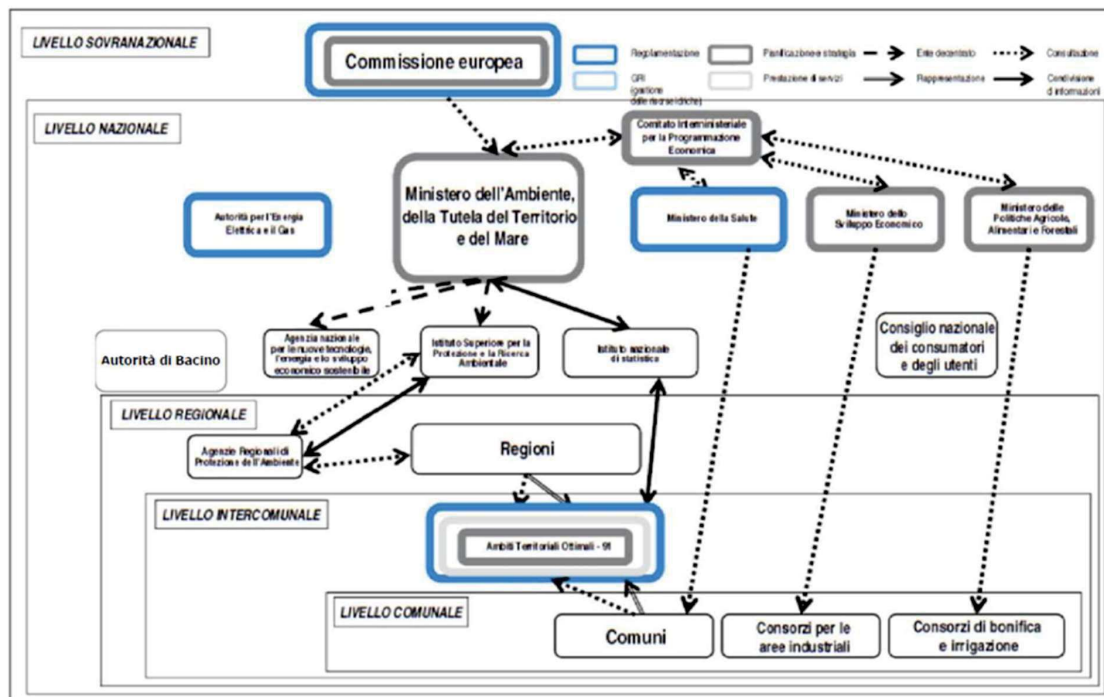 LIVELLO SOVRANAZIONALE
Commissione europea
Regolamentazione
Pianificazione e strategia
Ente decentrato
Consultazione
GRI
(gestione
delle risorse idriche)
Prestazione di servizi
Rappresentazione
Condivisione
di informazioni
LIVELLO NAZIONALE
Comitato Interministeriale
per la Programmazione
Economica
Ministero dell'Ambiente,
della Tutela del Territorio
e del Mare
Autorità per l'Energia
Elettrica e il Gas
Ministero della Salute
Ministero dello
Sviluppo Economico
Ministero delle
Politiche Agricole,
Alimentari e Forestali
Autorità di Bacino
Agenzia nazionale
per le nuove tecnologie,
l'energia e lo sviluppo
economico sostenibile
Istituto Superiore per la
Protezione e la Ricerca
Ambientale
Istituto nazionale
di statistica
Consiglio nazionale
dei consumatori
e degli utenti
LIVELLO REGIONALE
Agenzie Regionali di
Protezione dell'Ambiente
Regioni
LIVELLO INTERCOMUNALE
Ambiti Territoriali Ottimali - 91
LIVELLO COMUNALE
Comuni
Consorzi per le
aree industriali
Consorzi di bonifica
e irrigazione